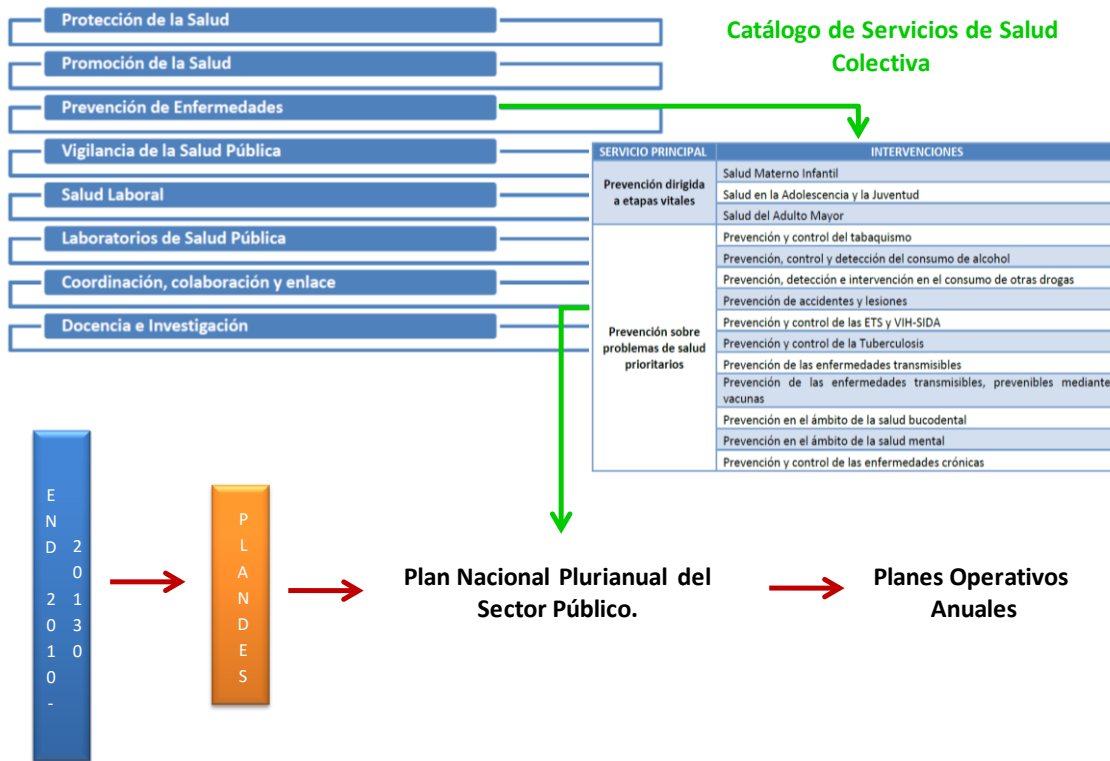 Protección de la Salud
Promoción de la Salud
Prevención de Enfermedades
Vigilancia de la Salud Pública
Salud Laboral
Laboratorios de Salud Pública
Coordinación, colaboración y enlace
Docencia e Investigación
Catálogo de Servicios de Salud
Colectiva
SERVICIO PRINCIPAL INTERVENCIONES
Prevención dirigida
a etapas vitales
Salud Materno Infantil
Salud en la Adolescencia y la Juventud
Salud del Adulto Mayor
Prevención sobre
problemas de salud
prioritarios
Prevención y control del tabaquismo
Prevención, control y detección del consumo de alcohol
Prevención, detección e intervención en el consumo de otras drogas
Prevención de accidentes y lesiones
Prevención y control de las ETS y VIH-SIDA
Prevención y control de la Tuberculosis
Prevención de las enfermedades transmisibles
Prevención de las enfermedades transmisibles, prevenibles mediante
vacunas
Prevención en el ámbito de la salud bucodental
Prevención en el ámbito de la salud mental
Prevención y control de las enfermedades crónicas
END 2010-
20130
PLANDES
Plan Nacional Plurianual del
Sector Público.
Planes Operativos
Anuales